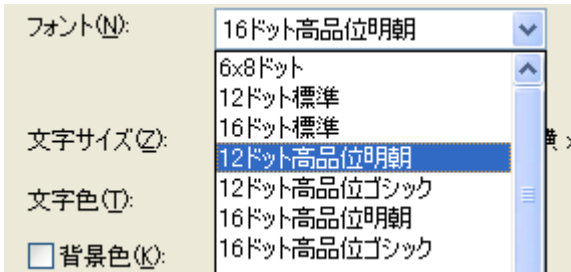 フォント(N):
16ドット高品位明朝
6x8ドット
12ドット標準
16ドット標準
文字サイズ(Z):
12ドット高品位明朝
文字色(T):
12ドット高品位ゴシック
16ドット高品位明朝
背景色(K):
16ドット高品位ゴシック